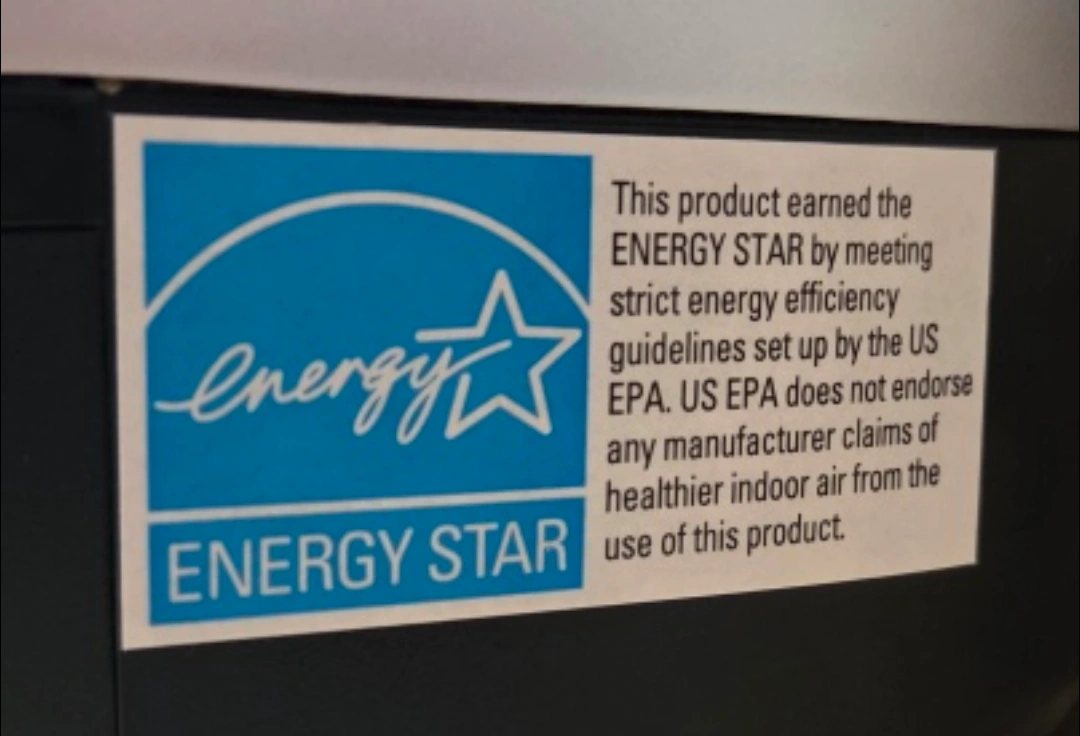 energy
ENERGY STAR
This product earned the
ENERGY STAR by meeting
strict energy efficiency
guidelines set up by the US
EPA. US EPA does not endorse
any manufacturer claims of
healthier indoor air from the
use of this product.